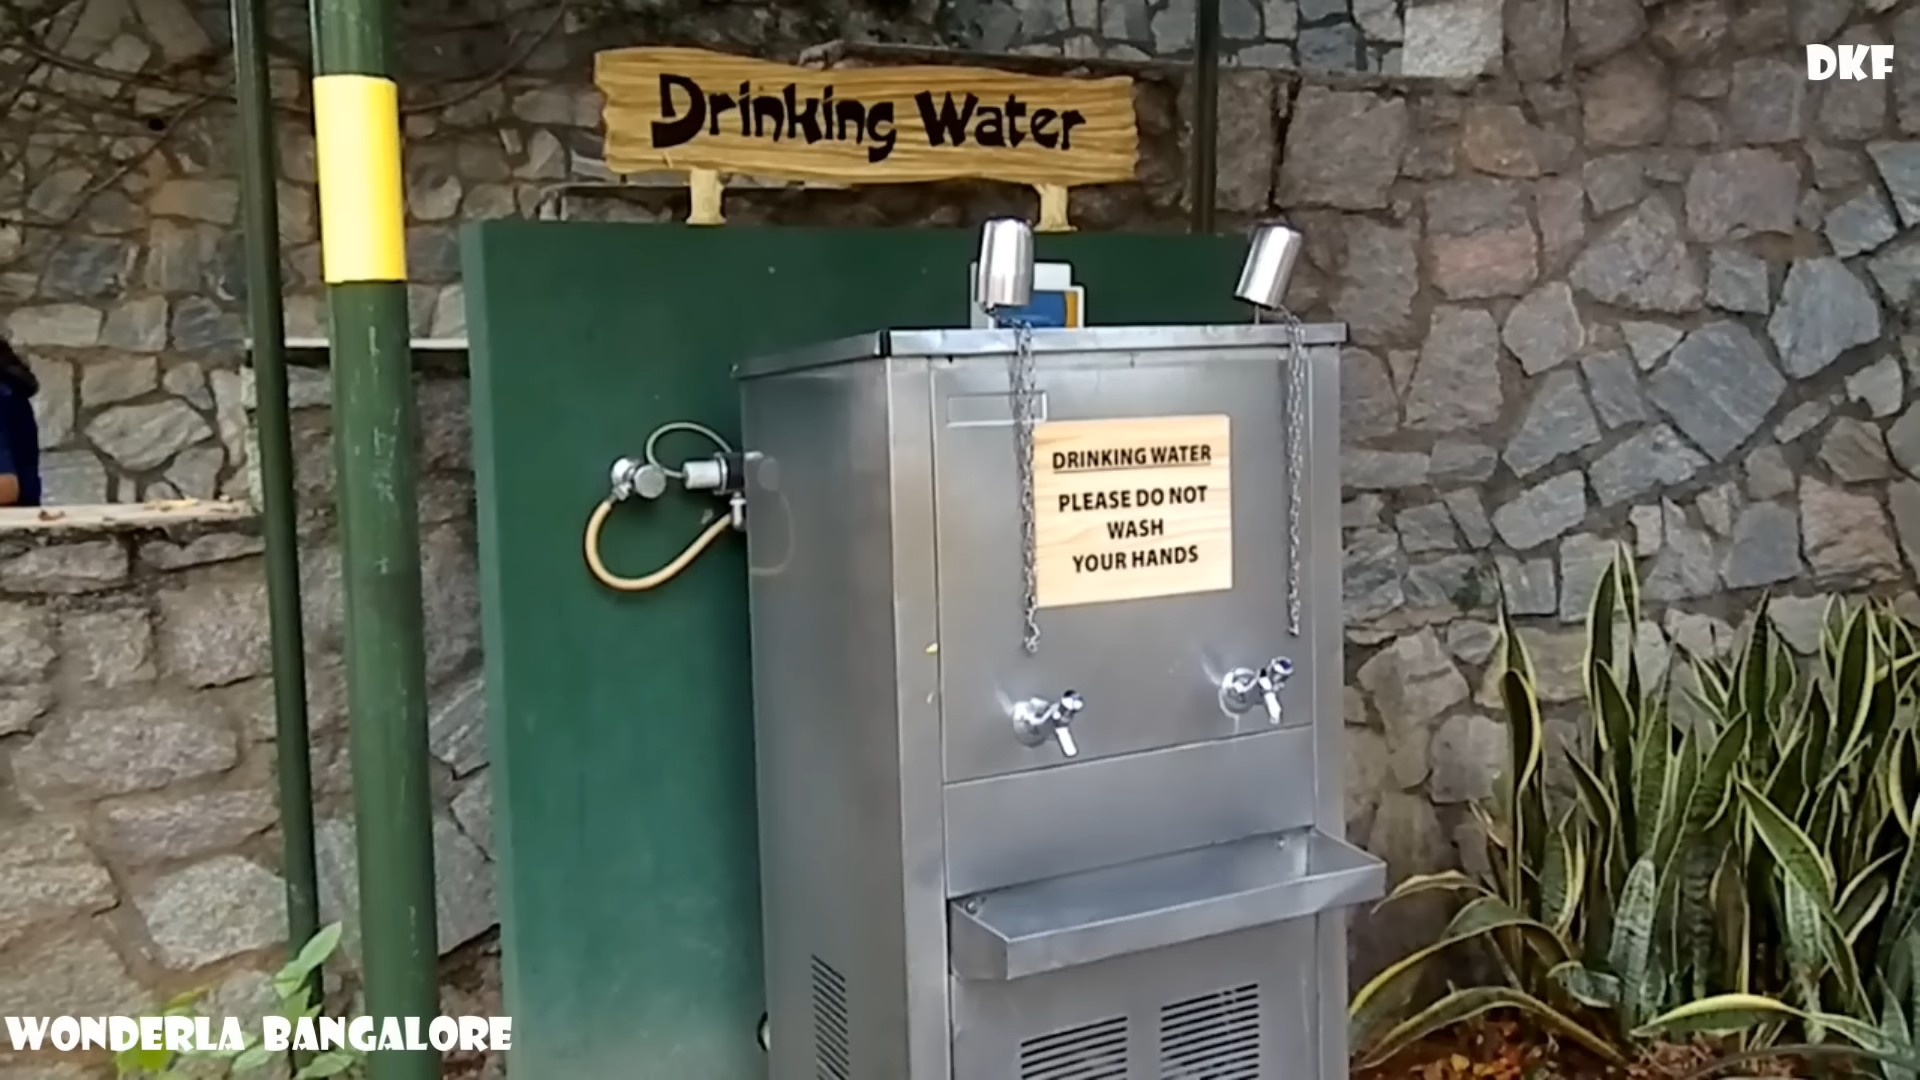 DKF
Drinking Water
DRINKING WATER
PLEASE DO NOT
WASH
YOUR HANDS
WONDERLA BANGALORE